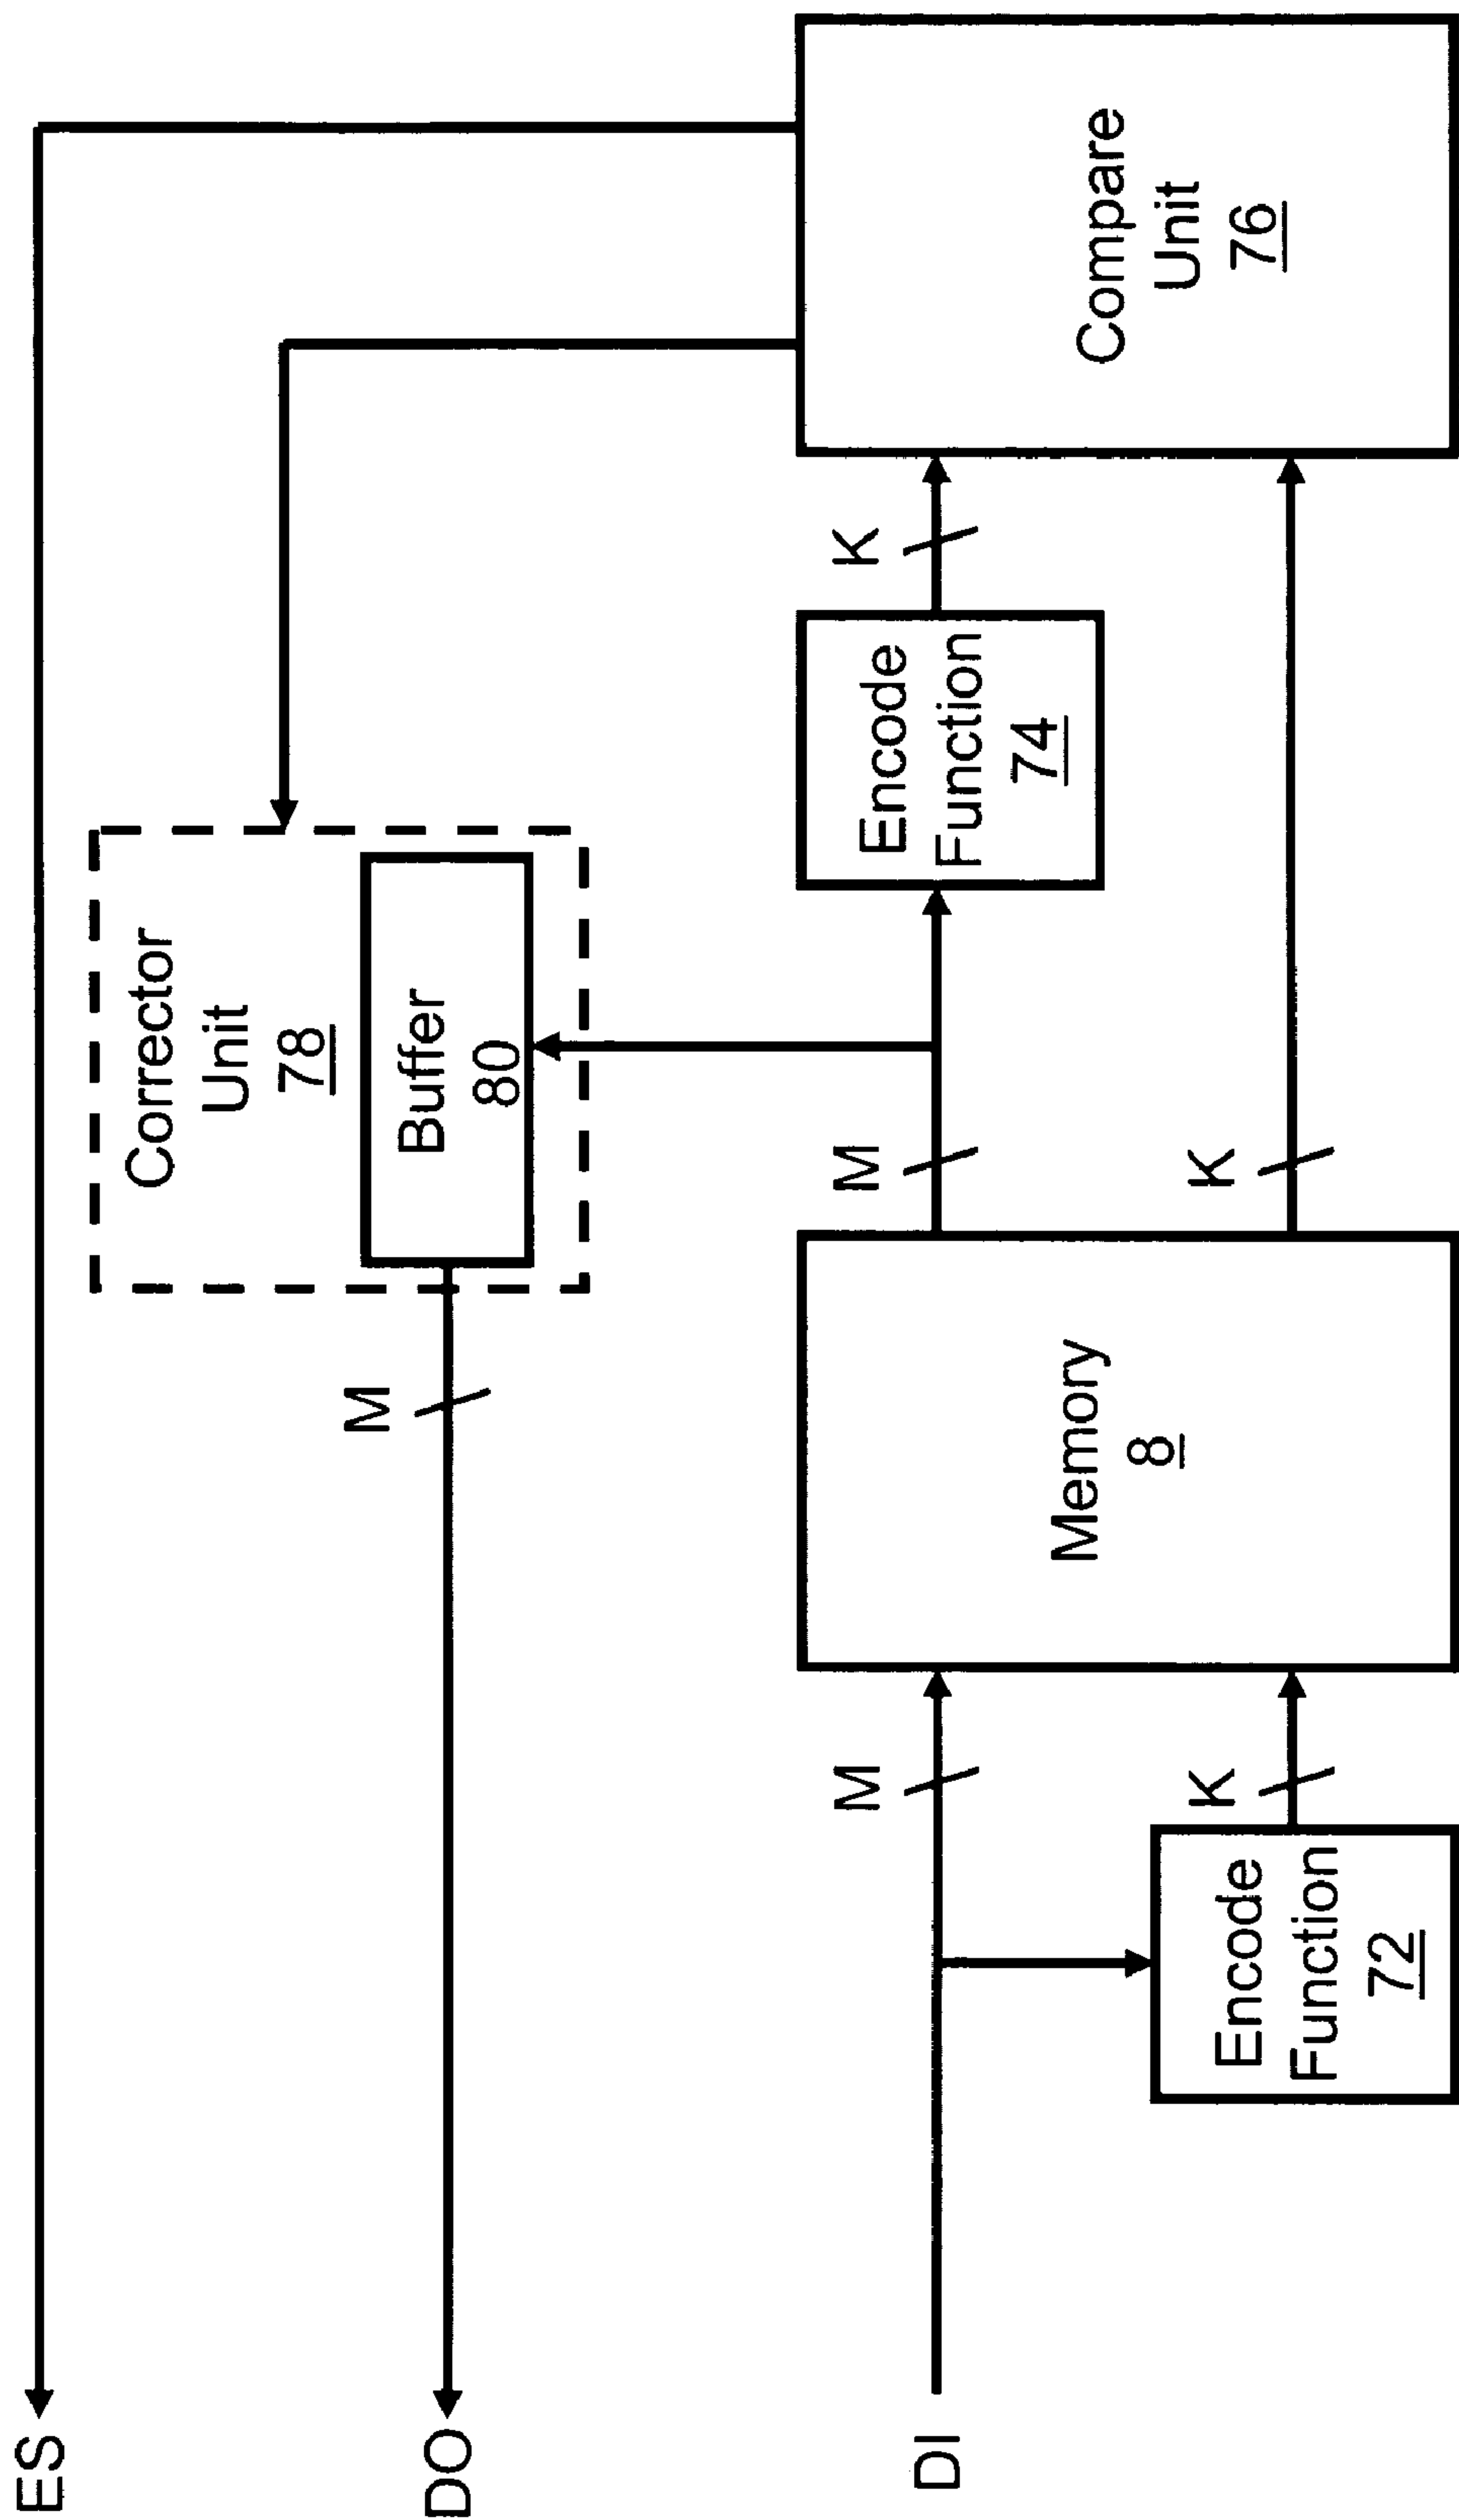 ES
DO
M
Corrector
Unit
78
Buffer
80
DI
M
Encode
Function
72
K
Memory
8
M
K
Encode
Function
74
K
Compare
Unit
76